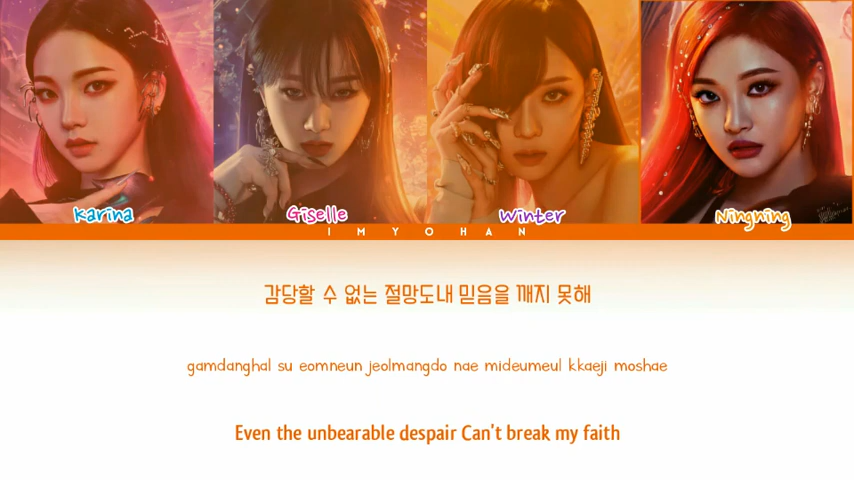 Karina
Giselle
Winter
Ningning
IMYOHAN
감당할 수 없는 절망도내 믿음을 깨지 못해
gamdanghal su eomneun jeolmangdo nae mideumeul kkaeji moshae
Even the unbearable despair Can't break my faith